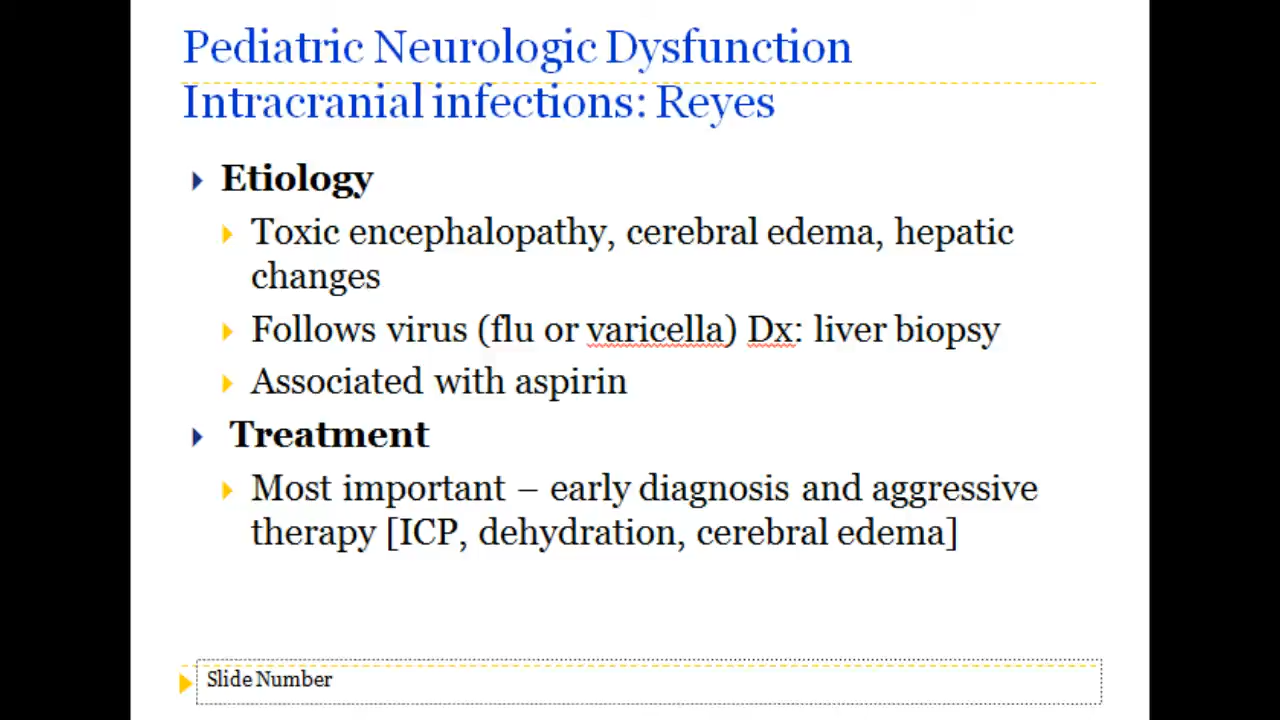 Pediatric Neurologic Dysfunction
Intracranial infections: Reyes
Etiology
Toxic encephalopathy, cerebral edema, hepatic
changes
Follows virus (flu or varicella) Dx: liver biopsy
Associated with aspirin
Treatment
Most important – early diagnosis and aggressive
therapy [ICP, dehydration, cerebral edema]
Slide Number